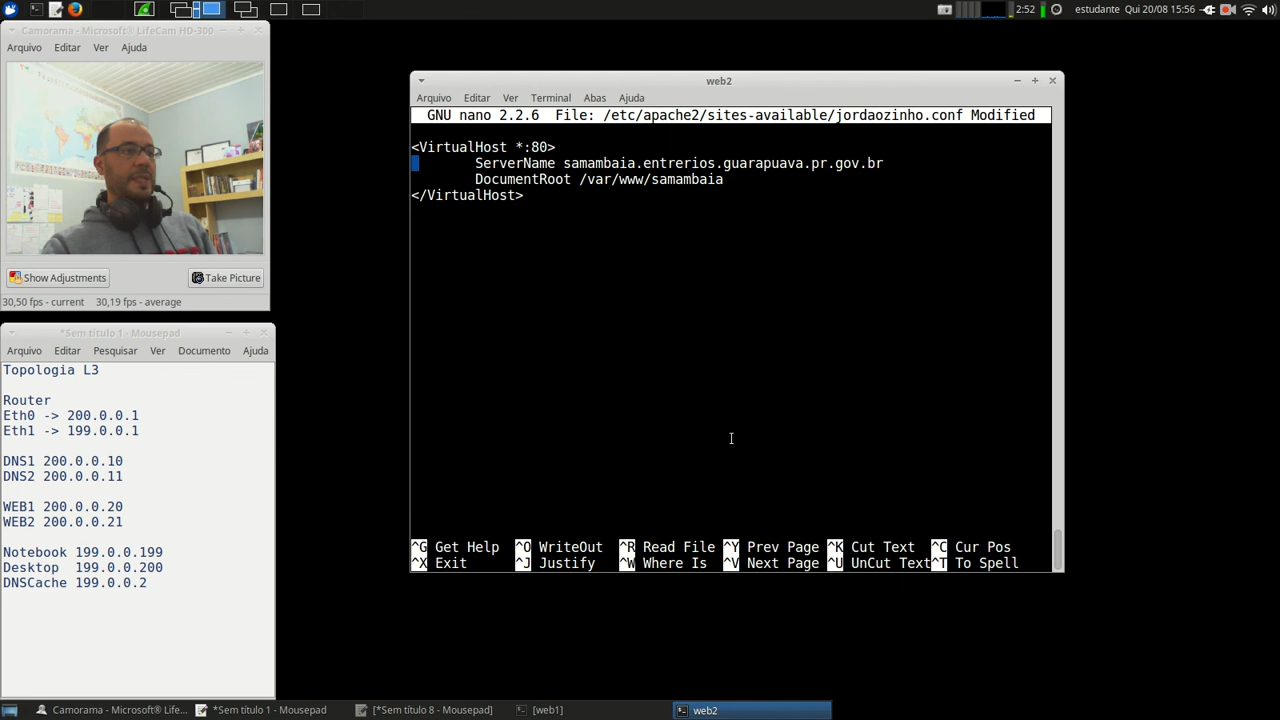 2:52
estudante Qui 20/08 15:56
Camorama - Microsoft® LifeCam HD-300
Arquivo Editar Ver Ajuda
Show Adjustments
Take Picture
30,50 fps - current 30,19 fps - average
*Sem título 1 - Mousepad
Arquivo Editar Pesquisar Ver Documento Ajuda
Topologia L3
Router
Eth0 -> 200.0.0.1
Eth1 -> 199.0.0.1
DNS1 200.0.0.10
DNS2 200.0.0.11
WEB1 200.0.0.20
WEB2 200.0.0.21
Notebook 199.0.0.199
Desktop 199.0.0.200
DNSCache 199.0.0.2
web2
Arquivo Editar Ver Terminal Abas Ajuda
GNU nano 2.2.6 File: /etc/apache2/sites-available/jordaozinho.conf Modified
<VirtualHost *:80>
ServerName samambaia.entrerios.guarapuava.pr.gov.br
DocumentRoot /var/www/samambaia
</VirtualHost>
^G Get Help ^O WriteOut ^R Read File ^Y Prev Page ^K Cut Text ^C Cur Pos
^X Exit ^J Justify ^W Where Is ^V Next Page ^U UnCut Text ^T To Spell
Camorama - Microsoft® Life...
*Sem título 1 - Mousepad
[*Sem título 8 - Mousepad]
[web1]
web2